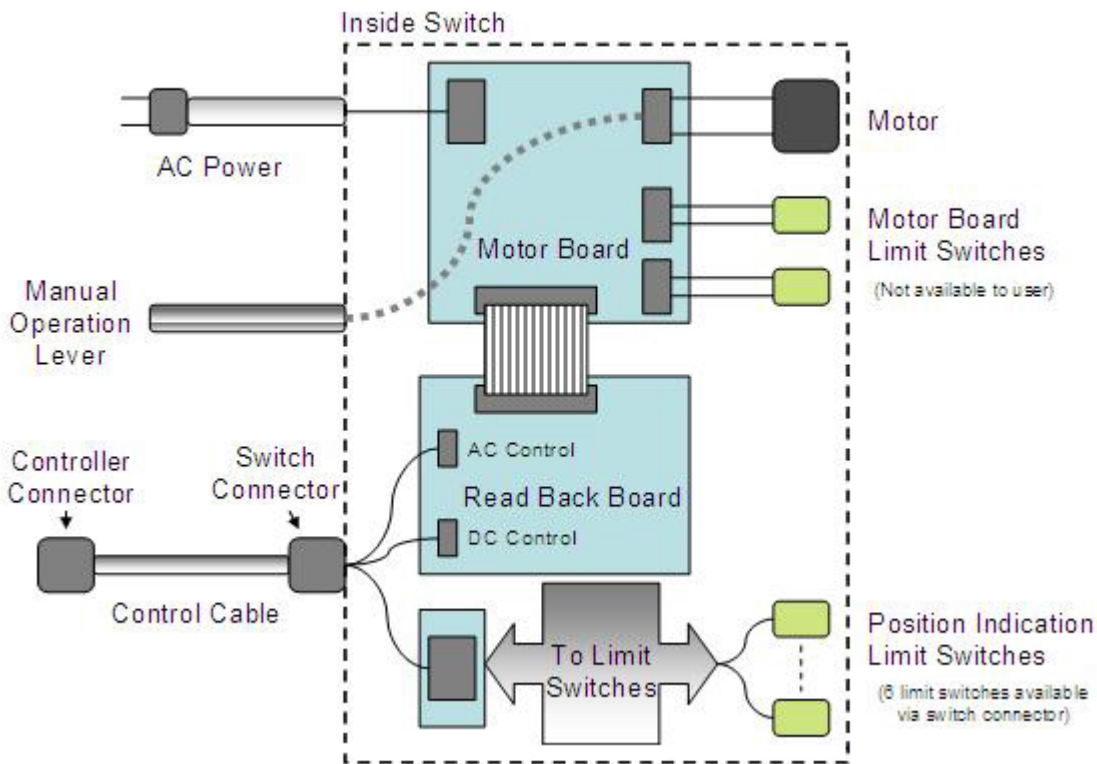 Inside Switch
AC Power
Motor
Motor Board
Motor Board
Limit Switches
(Not available to user)
Manual
Operation
Lever
Controller
Connector
Switch
Connector
AC Control
Read Back Board
DC Control
Control Cable
To Limit
Switches
Position Indication
Limit Switches
(6 limit switches available
via switch connector)